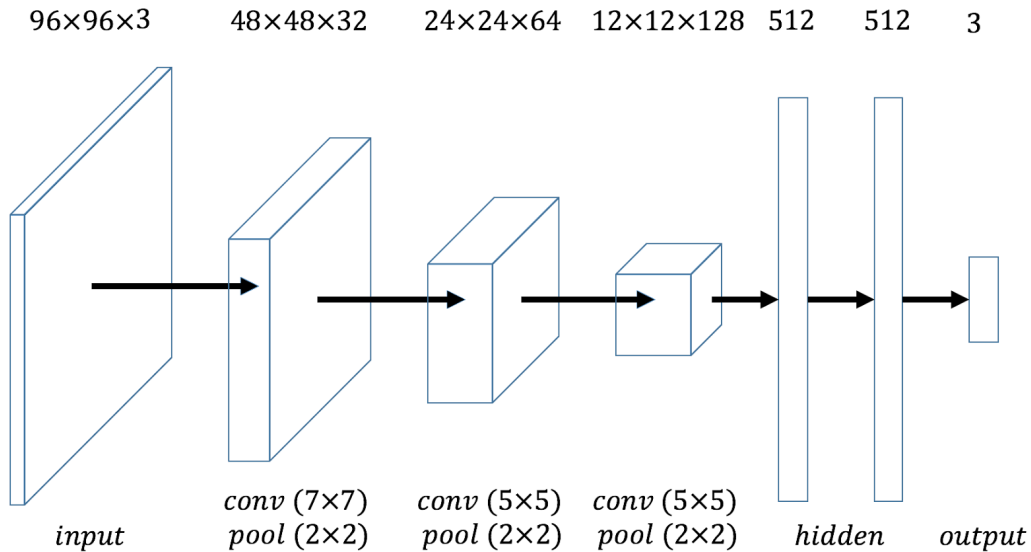 96×96×3 48×48×32 24×24×64 12×12×128 512 512 3
conv (7×7) conv (5×5) conv (5×5)
input pool (2×2) pool (2×2) pool (2×2) hidden output